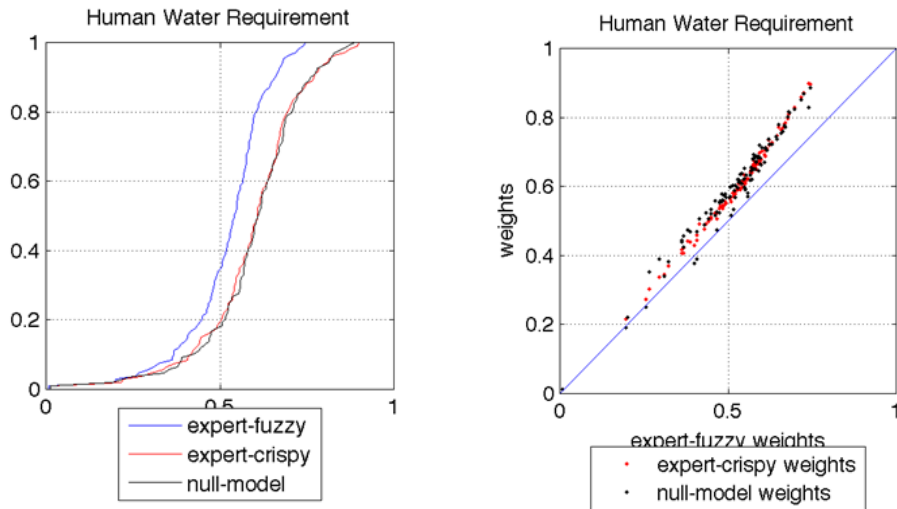 Human Water Requirement
1
0.8
0.6
0.4
0.2
0
0
0.5
1
expert-fuzzy
expert-crispy
null-model
Human Water Requirement
1
0.8
0.6
0.4
0.2
0
weights
0
0.5
1
expert-fuzzy weights
expert-crispy weights
null-model weights